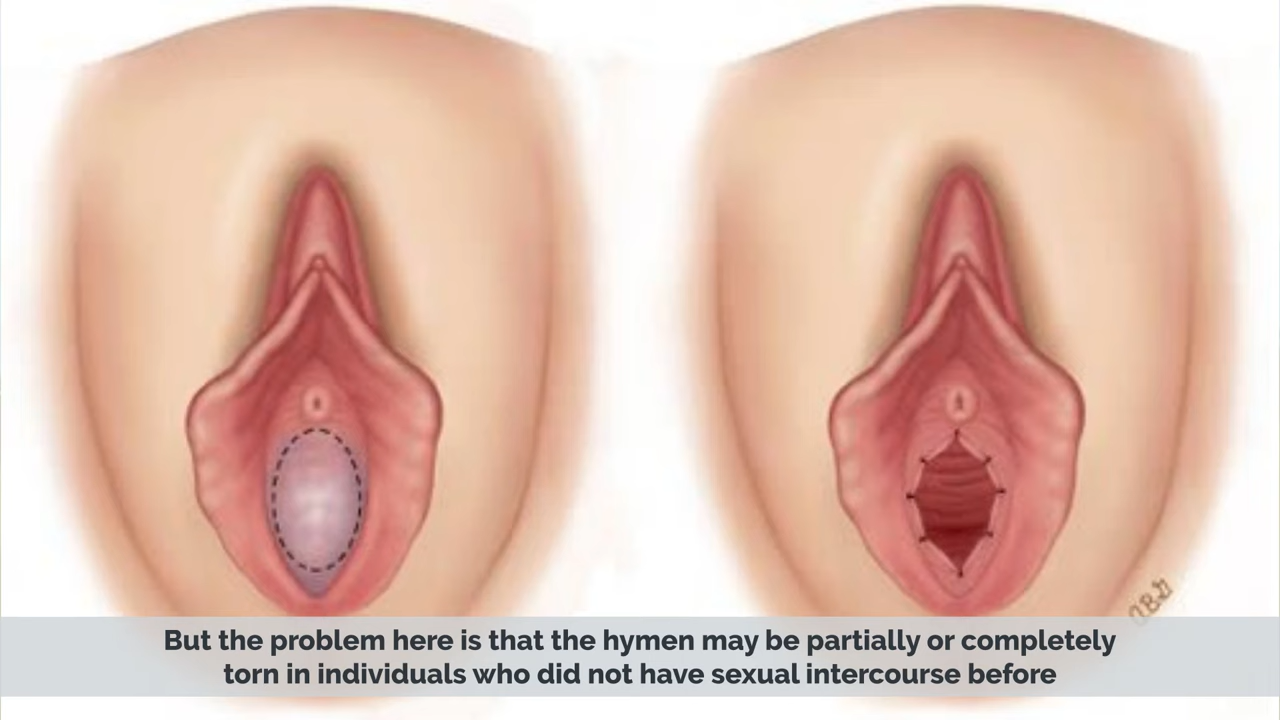 But the problem here is that the hymen may be partially or completely
torn in individuals who did not have sexual intercourse before